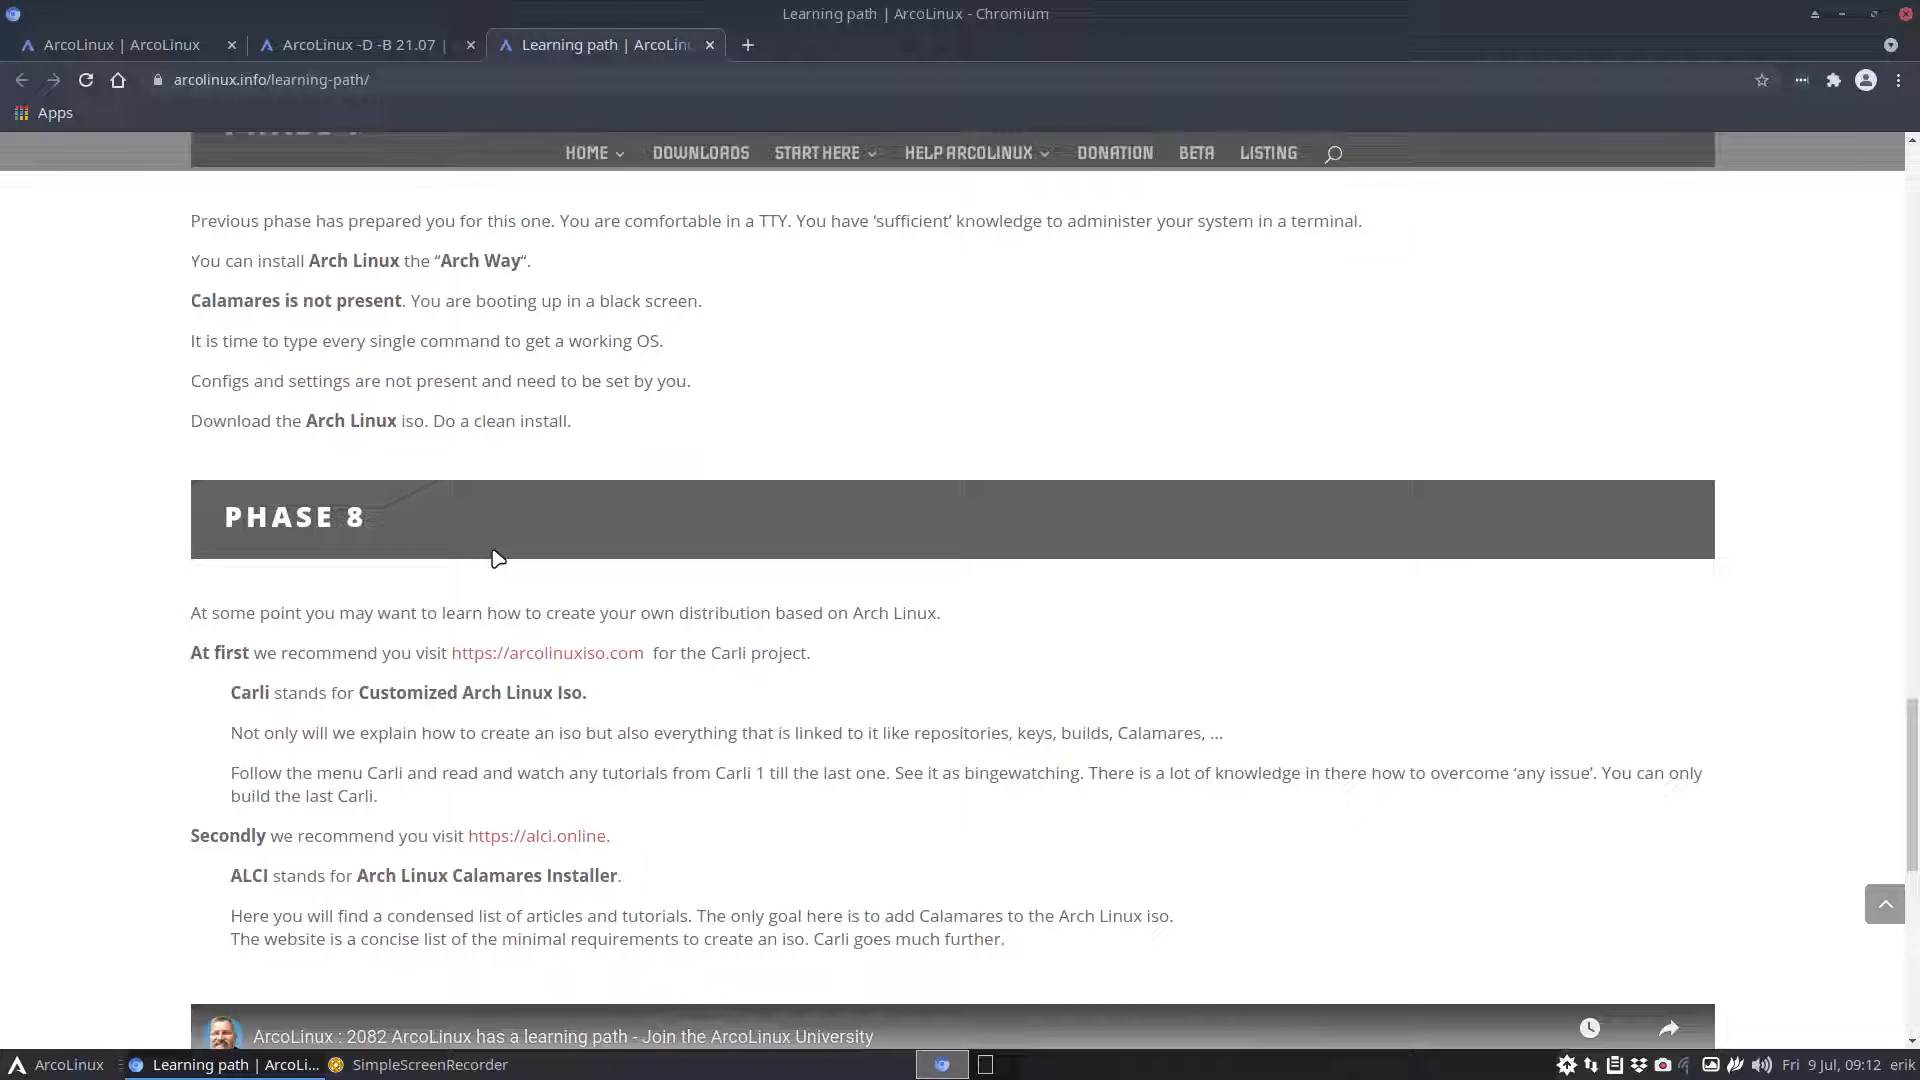 Learning path | ArcoLinux - Chromium
ArcoLinux | ArcoLinux
ArcoLinux -D -B 21.07 |
Learning path | ArcoLinu
arcolinux.info/learning-path/
Apps
HOME
DOWNLOADS
START HERE
HELP ARCOLINUX
DONATION
BETA
LISTING
Previous phase has prepared you for this one. You are comfortable in a TTY. You have ‘sufficient’ knowledge to administer your system in a terminal.
You can install Arch Linux the “Arch Way“.
Calamares is not present. You are booting up in a black screen.
It is time to type every single command to get a working OS.
Configs and settings are not present and need to be set by you.
Download the Arch Linux iso. Do a clean install.
PHASE 8
At some point you may want to learn how to create your own distribution based on Arch Linux.
At first we recommend you visit https://arcolinuxiso.com for the Carli project.
Carli stands for Customized Arch Linux Iso.
Not only will we explain how to create an iso but also everything that is linked to it like repositories, keys, builds, Calamares, ...
Follow the menu Carli and read and watch any tutorials from Carli 1 till the last one. See it as bingewatching. There is a lot of knowledge in there how to overcome ‘any issue’. You can only
build the last Carli.
Secondly we recommend you visit https://alci.online.
ALCI stands for Arch Linux Calamares Installer.
Here you will find a condensed list of articles and tutorials. The only goal here is to add Calamares to the Arch Linux iso.
The website is a concise list of the minimal requirements to create an iso. Carli goes much further.
ArcoLinux : 2082 ArcoLinux has a learning path - Join the ArcoLinux University
ArcoLinux
Learning path | ArcoLi...
SimpleScreenRecorder
Fri 9 Jul, 09:12 erik